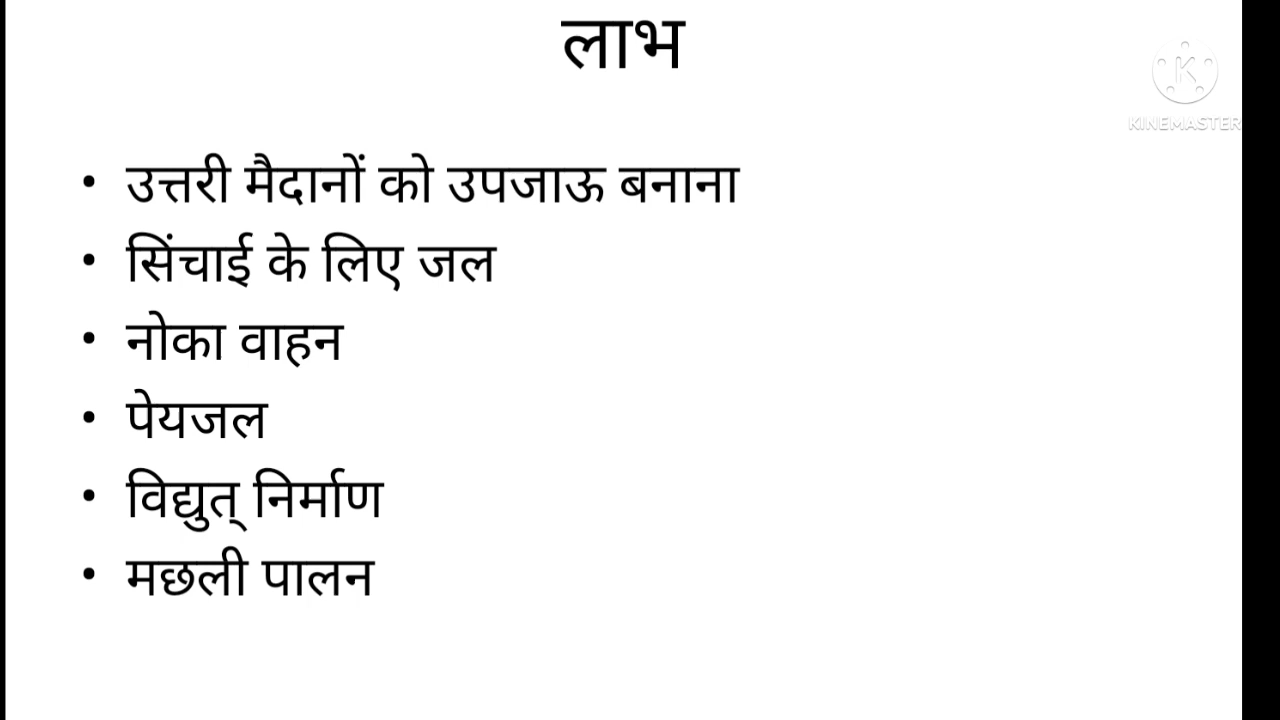 लाभ
KINEMASTER
• उत्तरी मैदानों को उपजाऊ बनाना
• सिंचाई के लिए जल
• नोका वाहन
• पेयजल
• विद्युत् निर्माण
• मछली पालन